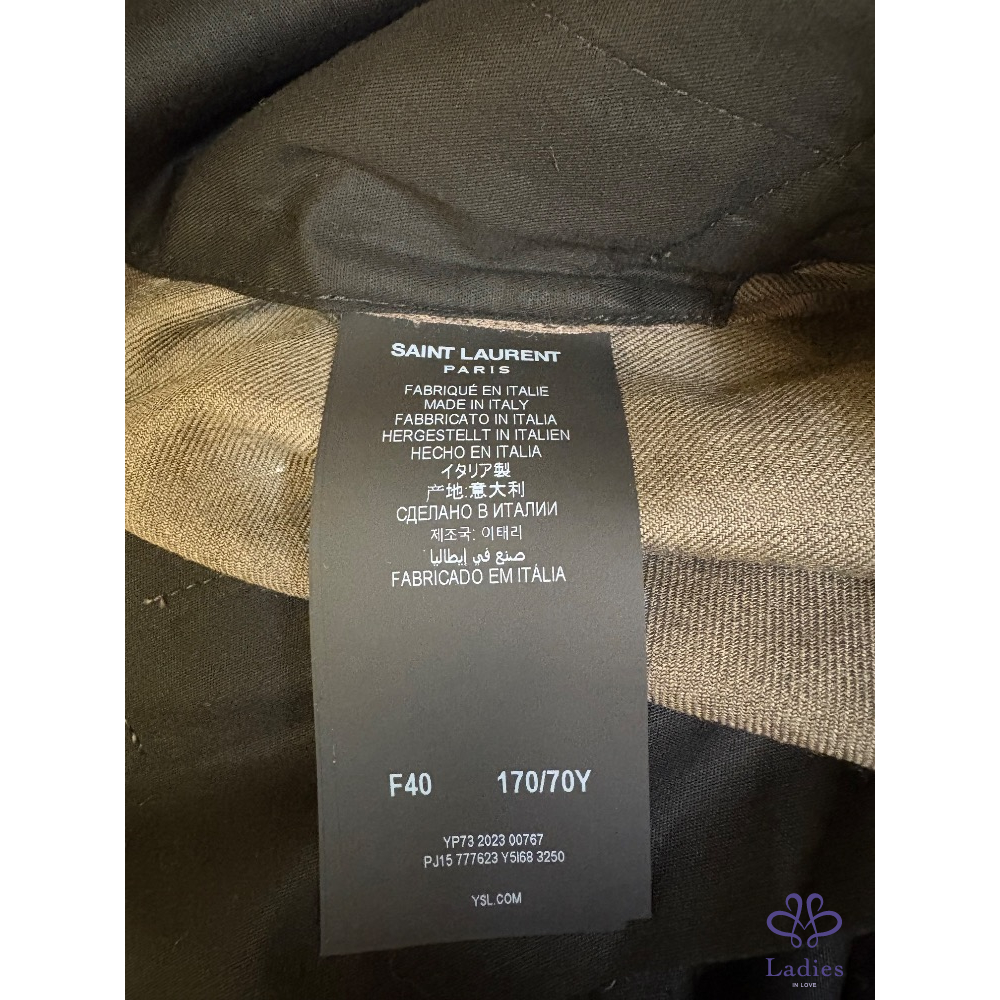 SAINT LAURENT
PARIS
FABRIQUÉ EN ITALIE
MADE IN ITALY
FABBRICATO IN ITALIA
HERGESTELLT IN ITALIEN
HECHO EN ITALIA
イタリア製
产地:意大利
СДЕЛАНО В ИТАЛИИ
제조국: 이태리
صنع في إيطاليا
FABRICADO EM ITÁLIA
F40 170/70Y
YP73 2023 00767
PJ15 777623 Y5I68 3250
YSL.COM
Ladies
IN LOVE